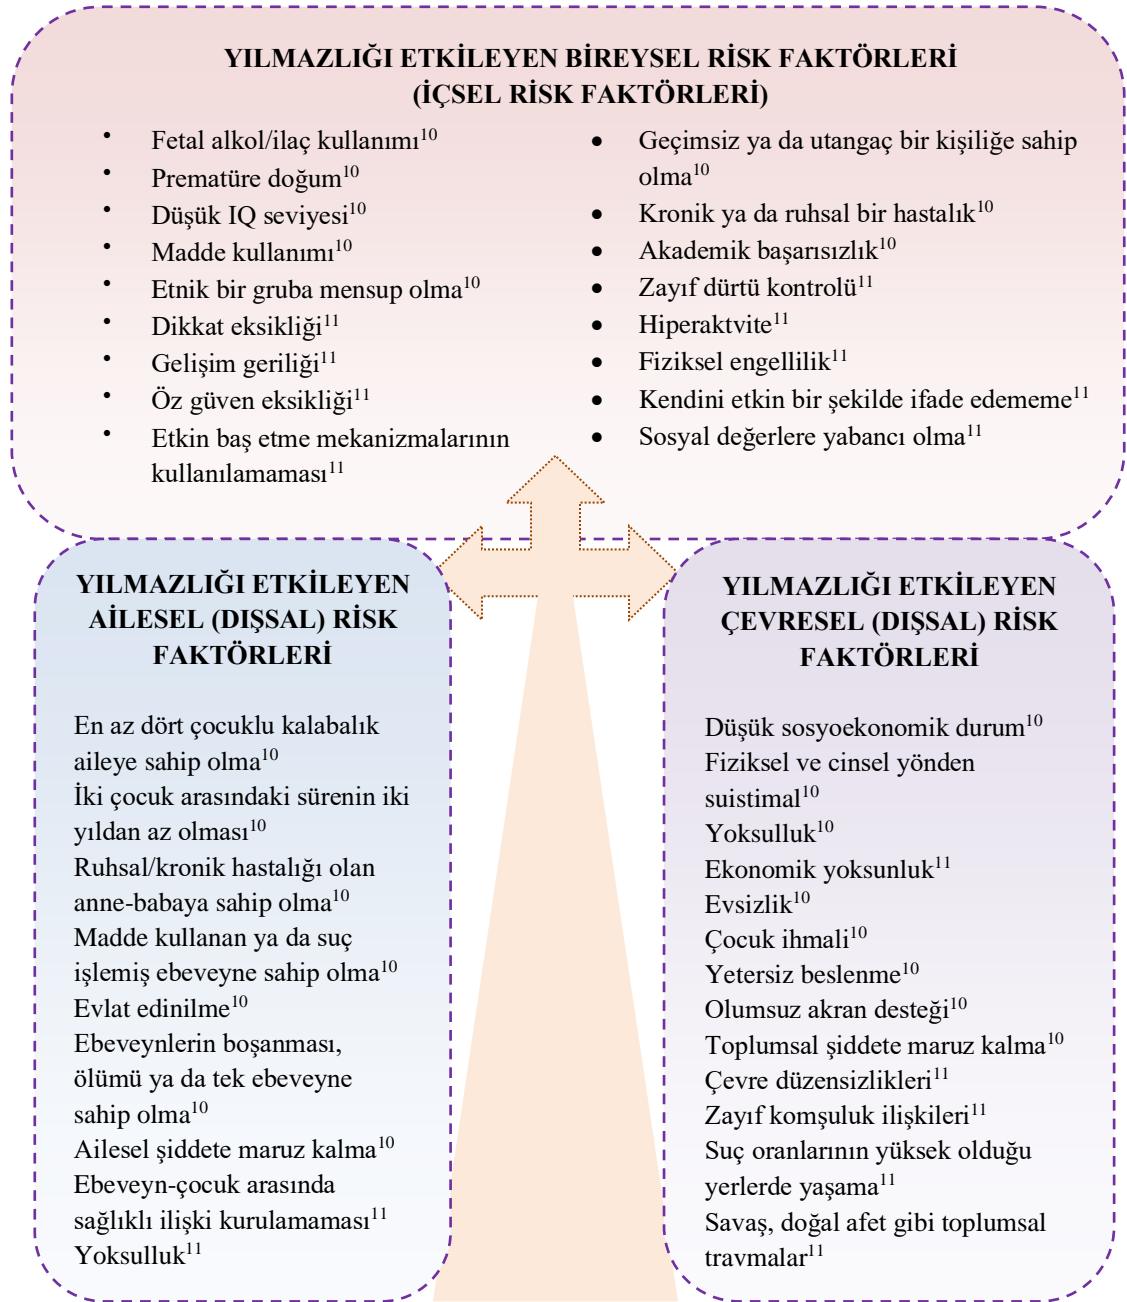 YILMAZLIĞI ETKİLEYEN BİREYSEL RİSK FAKTÖRLERİ
(İÇSEL RİSK FAKTÖRLERİ)
• Fetal alkol/ilaç kullanımı¹⁰
• Prematüre doğum¹⁰
• Düşük IQ seviyesi¹⁰
• Madde kullanımı¹⁰
• Etnik bir gruba mensup olma¹⁰
• Dikkat eksikliği¹¹
• Gelişim geriliği¹¹
• Öz güven eksikliği¹¹
• Etkin baş etme mekanizmalarının
kullanılamaması¹¹
• Geçimsiz ya da utangaç bir kişiliğe sahip
olma¹⁰
• Kronik ya da ruhsal bir hastalık¹⁰
• Akademik başarısızlık¹⁰
• Zayıf dürtü kontrolü¹¹
• Hiperaktvite¹¹
• Fiziksel engellilik¹¹
• Kendini etkin bir şekilde ifade edememe¹¹
• Sosyal değerlere yabancı olma¹¹
YILMAZLIĞI ETKİLEYEN
AİLESEL (DIŞSAL) RİSK
FAKTÖRLERİ
En az dört çocuklu kalabalık
aileye sahip olma¹⁰
İki çocuk arasındaki sürenin iki
yıldan az olması¹⁰
Ruhsal/kronik hastalığı olan
anne-babaya sahip olma¹⁰
Madde kullanan ya da suç
işlemiş ebeveyne sahip olma¹⁰
Evlat edinilme¹⁰
Ebeveynlerin boşanması,
ölümü ya da tek ebeveyne
sahip olma¹⁰
Ailesel şiddete maruz kalma¹⁰
Ebeveyn-çocuk arasında
sağlıklı ilişki kurulamaması¹¹
Yoksulluk¹¹
YILMAZLIĞI ETKİLEYEN
ÇEVRESEL (DIŞSAL) RİSK
FAKTÖRLERİ
Düşük sosyoekonomik durum¹⁰
Fiziksel ve cinsel yönden
suistimal¹⁰
Yoksulluk¹⁰
Ekonomik yoksunluk¹¹
Evsizlik¹⁰
Çocuk ihmali¹⁰
Yetersiz beslenme¹⁰
Olumsuz akran desteği¹⁰
Toplumsal şiddete maruz kalma¹⁰
Çevre düzensizlikleri¹¹
Zayıf komşuluk ilişkileri¹¹
Suç oranlarının yüksek olduğu
yerlerde yaşama¹¹
Savaş, doğal afet gibi toplumsal
travmalar¹¹